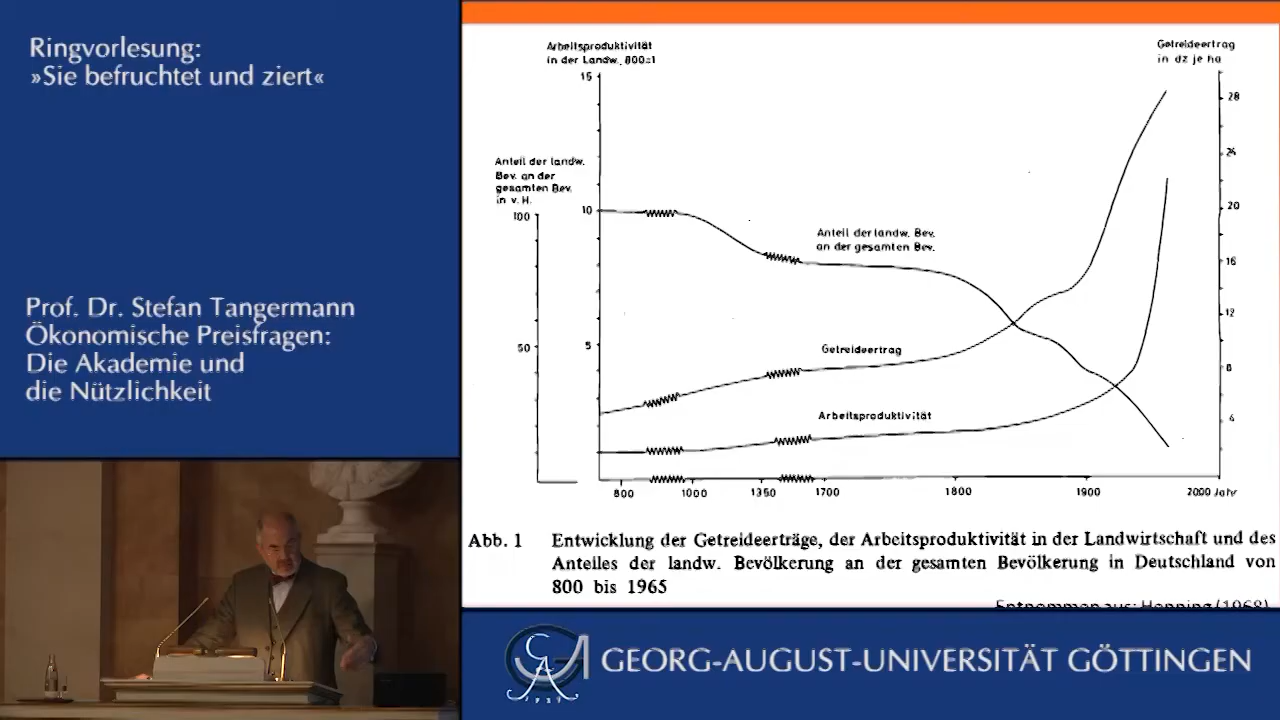 Ringvorlesung:
»Sie befruchtet und ziert«
Prof. Dr. Stefan Tangermann
Ökonomische Preisfragen:
Die Akademie und
die Nützlichkeit
Arbeitsproduktivität
in der Landw., 800=1
15
10
5
Anteil der landw.
Bev. an der
gesamten Bev.
in v. H.
100
50
Getreideertrag
in dz je ha
28
24
20
16
12
8
4
Anteil der landw. Bev.
an der gesamten Bev.
Getreideertrag
Arbeitsproduktivität
800 1000 1350 1700 1800 1900 2000 Jahr
Abb. 1 Entwicklung der Getreideerträge, der Arbeitsproduktivität in der Landwirtschaft und des
Anteiles der landw. Bevölkerung an der gesamten Bevölkerung in Deutschland von
800 bis 1965
Entnommen aus: Henning (1968)
GEORG-AUGUST-UNIVERSITÄT GÖTTINGEN